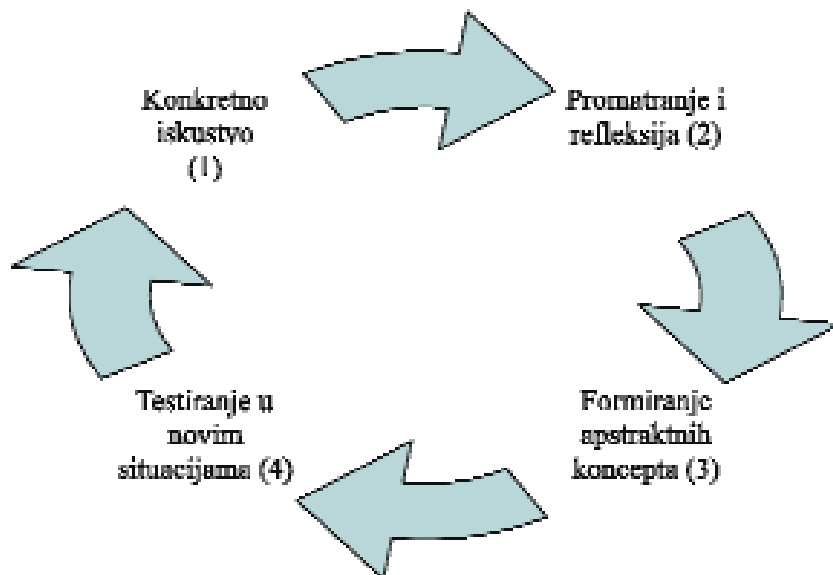 Konkretno
iskustvo
(1)
Promatranje i
refleksija (2)
Formiranje
apstraktnih
koncepta (3)
Testiranje u
novim
situacijama (4)